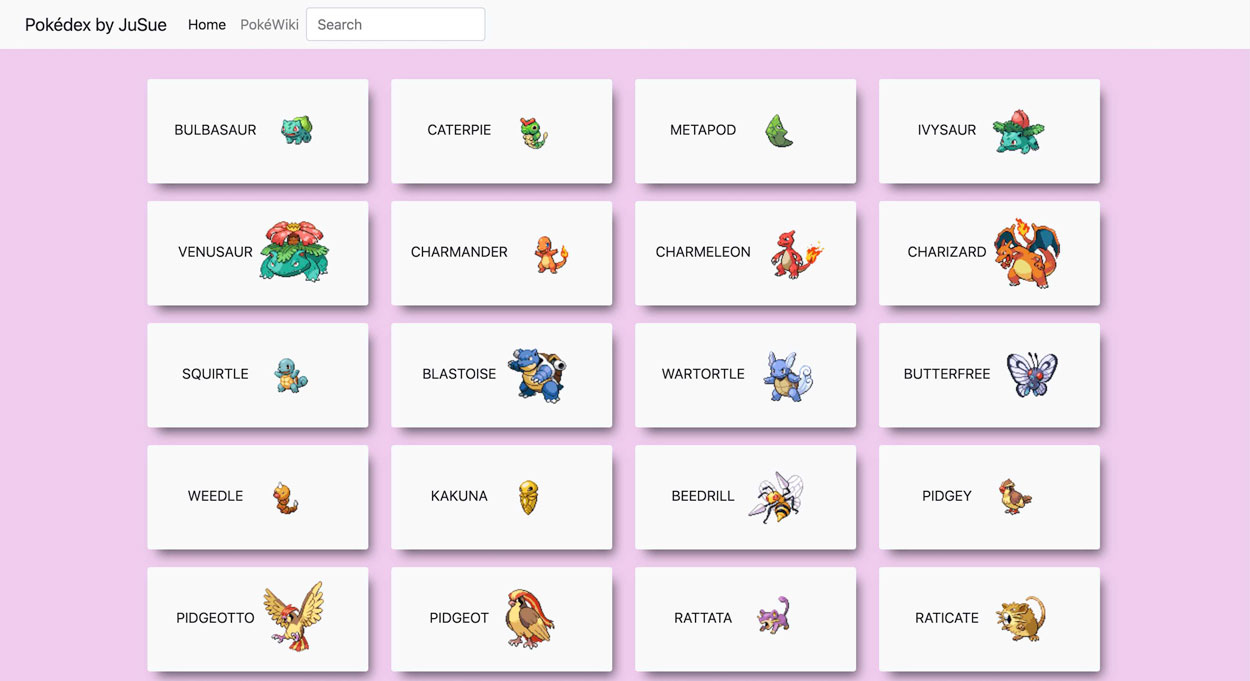 Pokédex by JuSue Home PokéWiki Search
BULBASAUR CATERPIE METAPOD IVYSAUR
VENUSAUR CHARMANDER CHARMELEON CHARIZARD
SQUIRTLE BLASTOISE WARTORTLE BUTTERFREE
WEEDLE KAKUNA BEEDRILL PIDGEY
PIDGEOTTO PIDGEOT RATTATA RATICATE